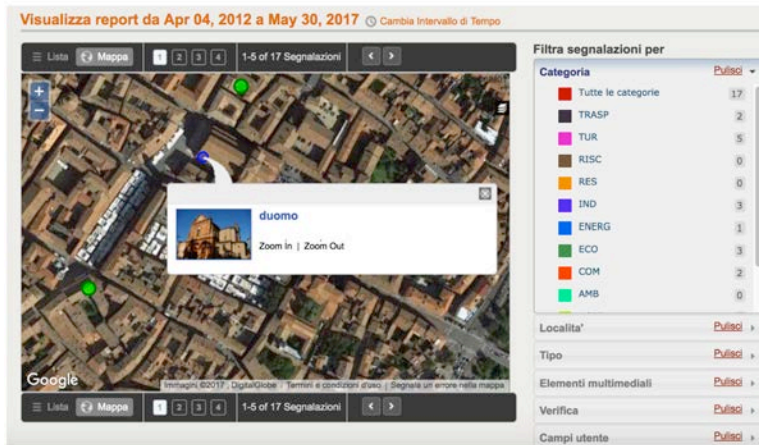 Visualizza report da Apr 04, 2012 a May 30, 2017 Cambia Intervallo di Tempo
Lista Mappa 1 2 3 4 1-5 of 17 Segnalazioni < >
+
−
duomo
Zoom In | Zoom Out
Google
Immagini ©2017 , DigitalGlobe Termini e condizioni d'uso Segnala un errore nella mappa
Lista Mappa 1 2 3 4 1-5 of 17 Segnalazioni < >
Filtra segnalazioni per
Categoria Pulisci
Tutte le categorie 17
TRASP 2
TUR 5
RISC 0
RES 0
IND 3
ENERG 1
ECO 3
COM 2
AMB 0
Localita' Pulisci
Tipo Pulisci
Elementi multimediali Pulisci
Verifica Pulisci
Campi utente Pulisci